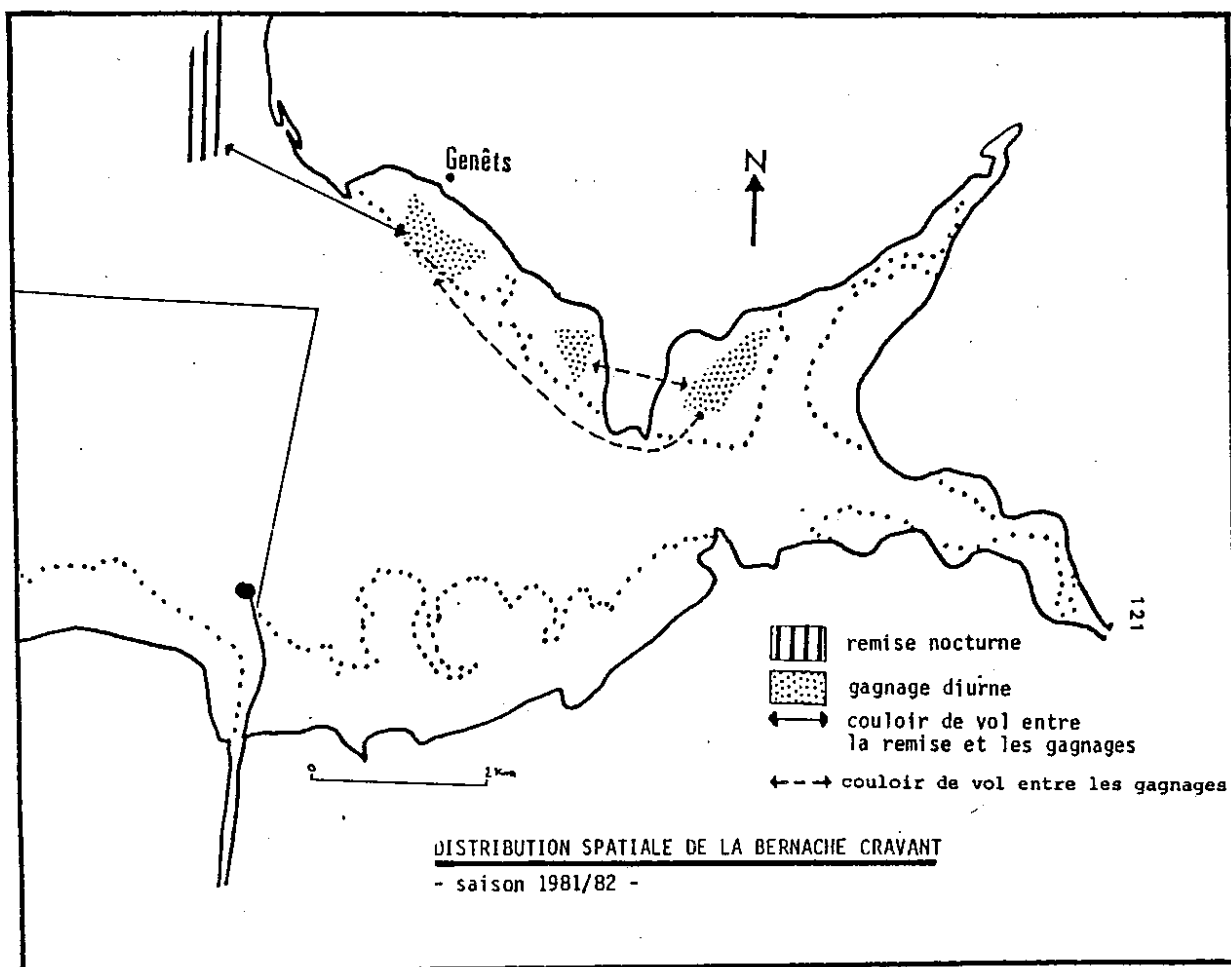 Genêts
N
121
remise nocturne
gagnage diurne
couloir de vol entre
la remise et les gagnages
couloir de vol entre les gagnages
0 2 Km
DISTRIBUTION SPATIALE DE LA BERNACHE CRAVANT
- saison 1981/82 -